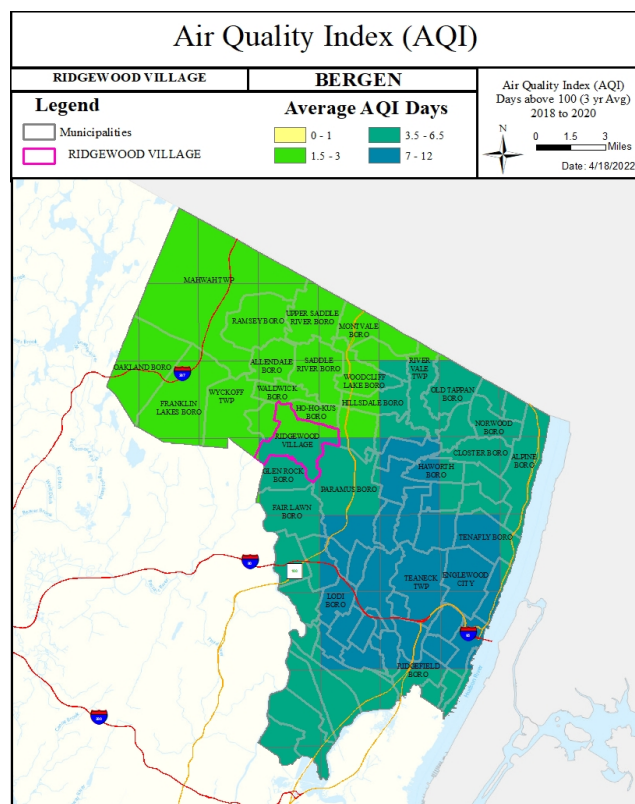 Air Quality Index (AQI)
RIDGEWOOD VILLAGE
BERGEN
Legend
Municipalities
RIDGEWOOD VILLAGE
Average AQI Days
0 - 1
1.5 - 3
3.5 - 6.5
7 - 12
Air Quality Index (AQI)
Days above 100 (3 yr Avg)
2018 to 2020
N
0 1.5 3
Miles
Date: 4/18/2022
MAHWAH TWP
RAMSEY BORO
UPPER SADDLE
RIVER BORO
MONTVALE
BORO
OAKLAND BORO
ALLENDALE
BORO
SADDLE
RIVER BORO
WOODCLIFF
LAKE BORO
RIVER
VALE
TWP
OLD TAPPAN
BORO
FRANKLIN
LAKES BORO
WYCKOFF
TWP
WALDWICK
BORO
HO-HO-KUS
BORO
HILLSDALE BORO
NORWOOD
BORO
RIDGEWOOD
VILLAGE
CLOSTER BORO
ALPINE
BORO
HAWORTH
BORO
GLEN ROCK
BORO
PARAMUS BORO
FAIR LAWN
BORO
TENAFLY BORO
TEANECK
TWP
ENGLEWOOD
CITY
LODI
BORO
RIDGEFIELD
BORO
287�